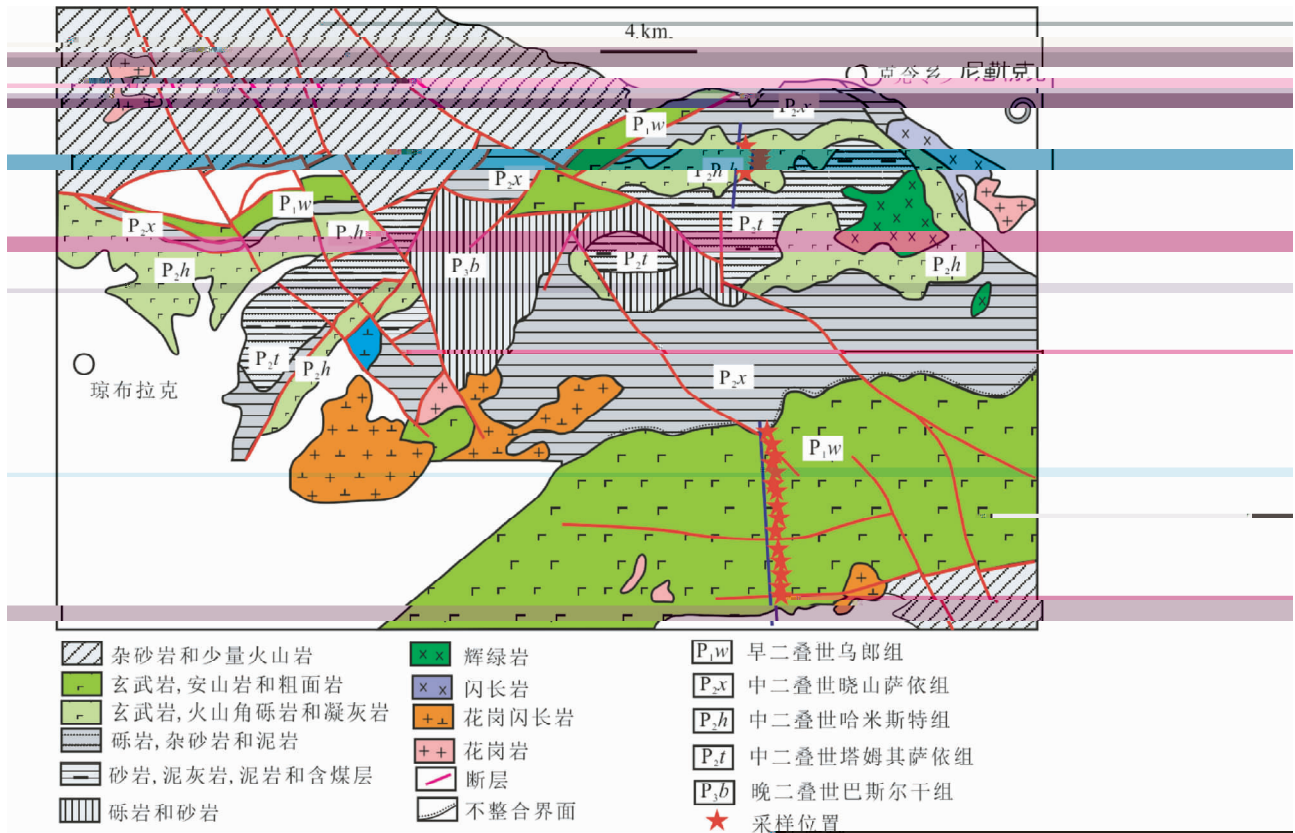 4 km
克令乡 尼勒克
P₂x
P₁w
P₂h
P₂x
P₁w
P₂x
P₂h
P₂t
P₂h
P₂h
P₃b
P₂t
P₂t
P₂h
琼布拉克
P₂x
P₁w
杂砂岩和少量火山岩
玄武岩,安山岩和粗面岩
玄武岩,火山角砾岩和凝灰岩
砾岩,杂砂岩和泥岩
砂岩,泥灰岩,泥岩和含煤层
砾岩和砂岩
辉绿岩
闪长岩
花岗闪长岩
花岗岩
断层
不整合界面
P₁w 早二叠世乌郎组
P₂x 中二叠世晓山萨依组
P₂h 中二叠世哈米斯特组
P₂t 中二叠世塔姆其萨依组
P₃b 晚二叠世巴斯尔干组
采样位置